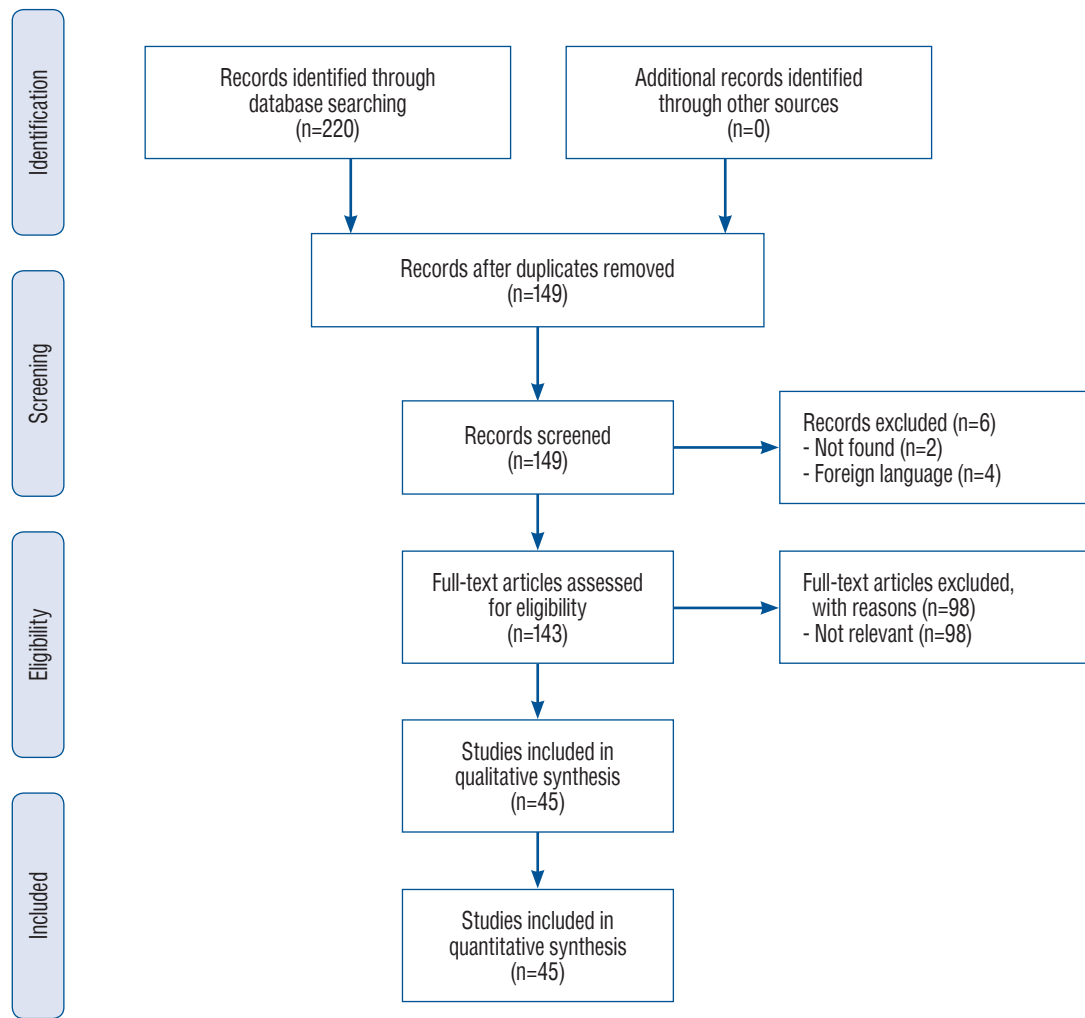 Identification
Records identified through
database searching
(n=220)
Additional records identified
through other sources
(n=0)
Records after duplicates removed
(n=149)
Screening
Records screened
(n=149)
Records excluded (n=6)
- Not found (n=2)
- Foreign language (n=4)
Eligibility
Full-text articles assessed
for eligibility
(n=143)
Full-text articles excluded,
with reasons (n=98)
- Not relevant (n=98)
Studies included in
qualitative synthesis
(n=45)
Included
Studies included in
quantitative synthesis
(n=45)